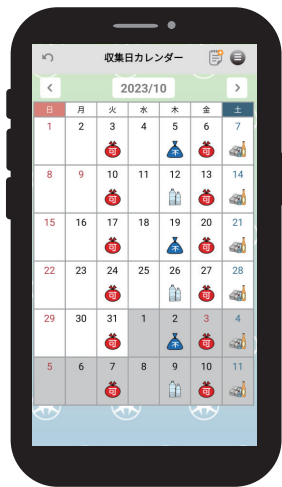 収集日カレンダー
< 2023/10 >
日 月 火 水 木 金 土
1 2 3 4 5 6 7
可 不 可
8 9 10 11 12 13 14
可 可
15 16 17 18 19 20 21
可 不 可
22 23 24 25 26 27 28
可 可
29 30 31 1 2 3 4
可 不 可
5 6 7 8 9 10 11
可 可